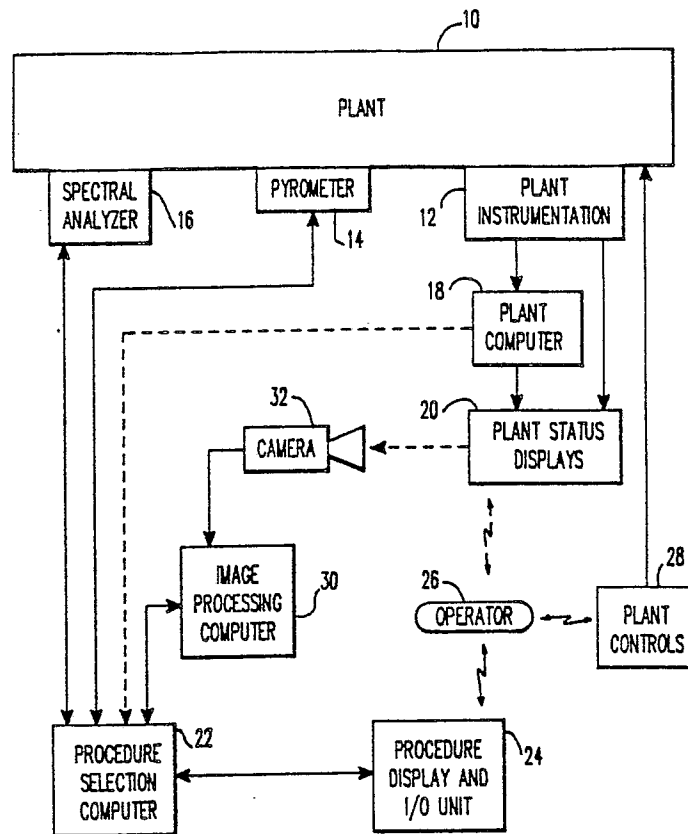 10
PLANT
SPECTRAL
ANALYZER
16
PYROMETER
14
12
PLANT
INSTRUMENTATION
18
PLANT
COMPUTER
20
PLANT STATUS
DISPLAYS
32
CAMERA
IMAGE
PROCESSING
COMPUTER
30
26
OPERATOR
28
PLANT
CONTROLS
22
PROCEDURE
SELECTION
COMPUTER
24
PROCEDURE
DISPLAY AND
I/O UNIT